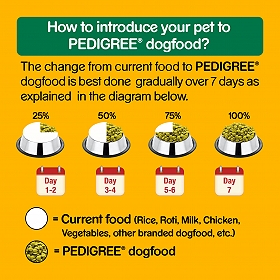 How to introduce your pet to
PEDIGREE® dogfood?
The change from current food to PEDIGREE®
dogfood is best done gradually over 7 days as
explained in the diagram below.
25% 50% 75% 100%
Day Day Day Day
1-2 3-4 5-6 7
= Current food (Rice, Roti, Milk, Chicken,
Vegetables, other branded dogfood, etc.)
= PEDIGREE® dogfood